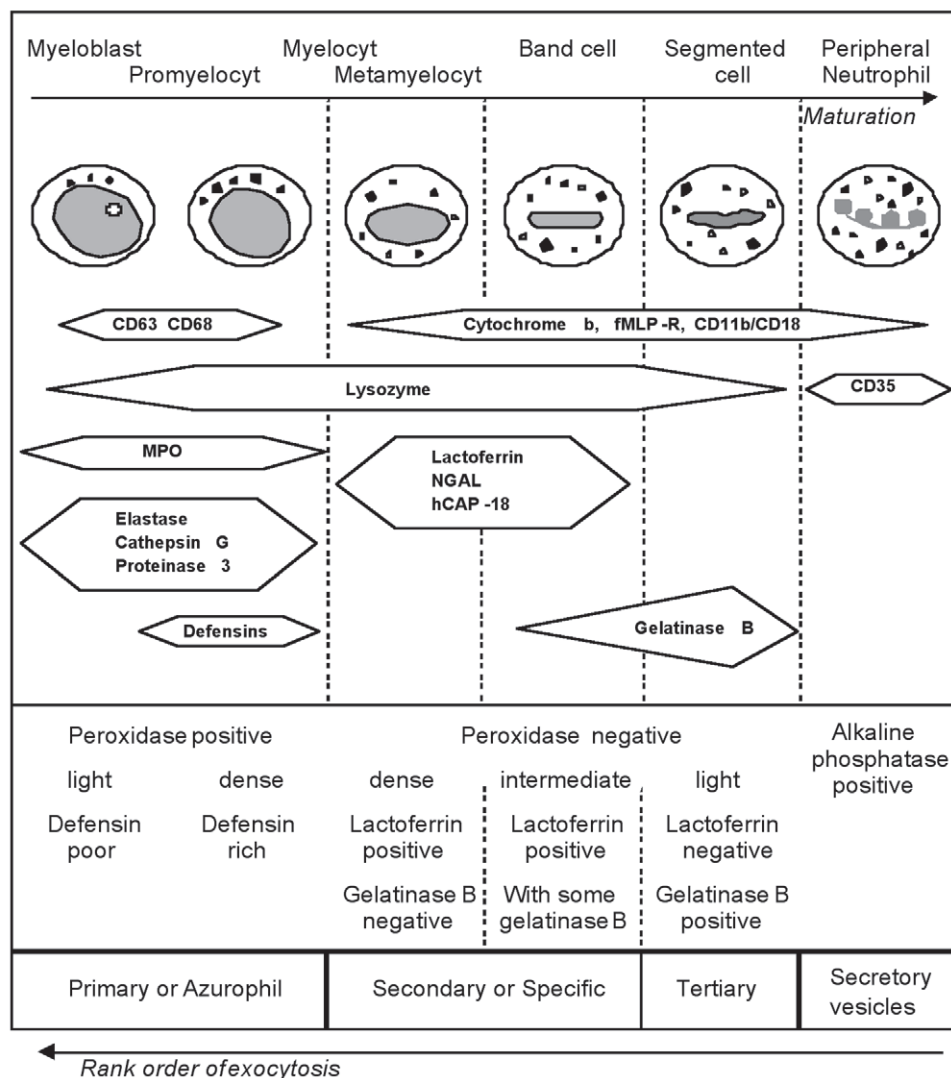 Myeloblast
Promyelocyt
Myelocyt
Metamyelocyt
Band cell
Segmented
cell
Peripheral
Neutrophil
Maturation
CD63 CD68
Cytochrome b, fMLP-R, CD11b/CD18
Lysozyme
CD35
MPO
Lactoferrin
NGAL
hCAP-18
Elastase
Cathepsin G
Proteinase 3
Defensins
Gelatinase B
Peroxidase positive
Peroxidase negative
Alkaline
phosphatase
positive
light
dense
dense
intermediate
light
Defensin
poor
Defensin
rich
Lactoferrin
positive
Lactoferrin
positive
Lactoferrin
negative
Gelatinase B
negative
With some
gelatinase B
Gelatinase B
positive
Primary or Azurophil
Secondary or Specific
Tertiary
Secretory
vesicles
Rank order ofexocytosis